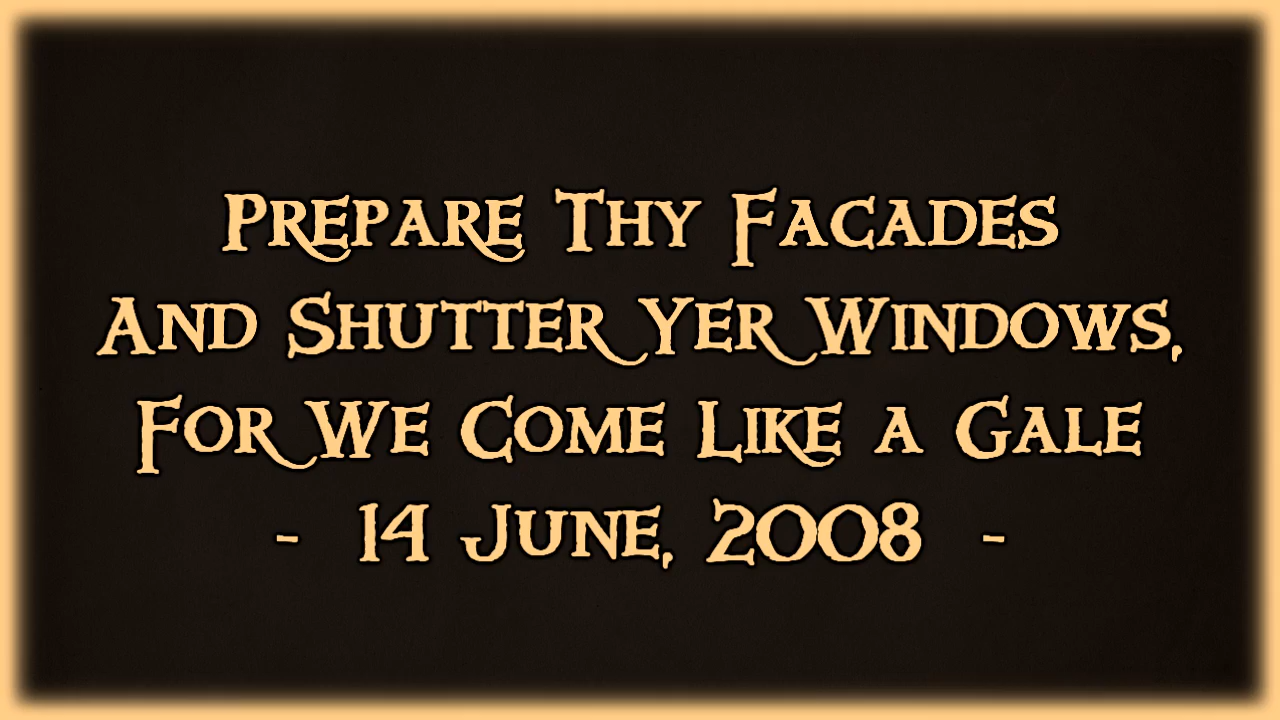 Prepare Thy Facades
And Shutter Yer Windows,
For We Come Like a Gale
- 14 June, 2008 -